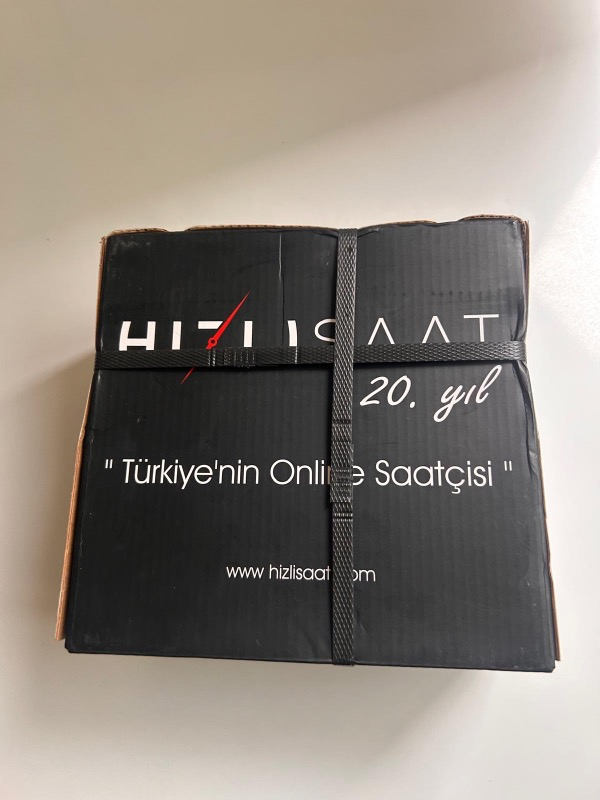 HIZLISAAT
20. yıl
" Türkiye'nin Online Saatçisi "
www hizlisaat.com